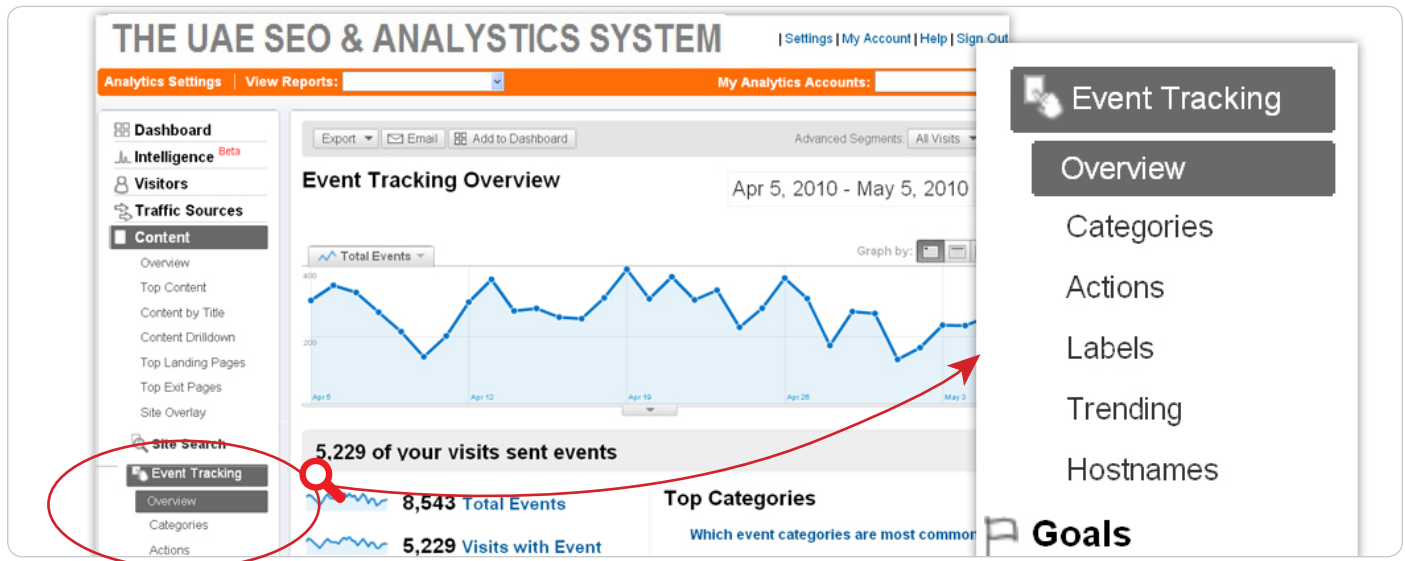 THE UAE SEO & ANALYSTICS SYSTEM
| Settings | My Account | Help | Sign Out
Analytics Settings | View Reports:
My Analytics Accounts:
Dashboard
Intelligence Beta
Visitors
Traffic Sources
Content
Overview
Top Content
Content by Title
Content Drilldown
Top Landing Pages
Top Exit Pages
Site Overlay
Site Search
Event Tracking
Overview
Categories
Actions
Export
Email
Add to Dashboard
Advanced Segments: All Visits
Event Tracking Overview
Apr 5, 2010 - May 5, 2010
Total Events
Graph by:
400
200
Apr 5
Apr 12
Apr 19
Apr 26
May 3
5,229 of your visits sent events
8,543 Total Events
5,229 Visits with Event
Top Categories
Which event categories are most common
Event Tracking
Overview
Categories
Actions
Labels
Trending
Hostnames
Goals